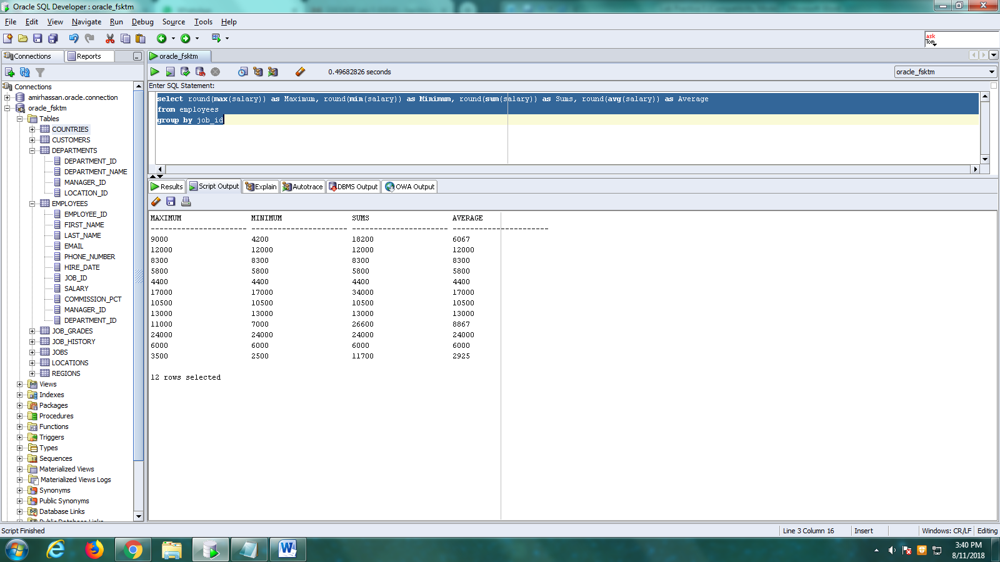 Oracle SQL Developer : oracle_fsktm
File Edit View Navigate Run Debug Source Tools Help
ask Tom
Connections Reports
Connections
amirhassan.oracle.connection
oracle_fsktm
Tables
COUNTRIES
CUSTOMERS
DEPARTMENTS
DEPARTMENT_ID
DEPARTMENT_NAME
MANAGER_ID
LOCATION_ID
EMPLOYEES
EMPLOYEE_ID
FIRST_NAME
LAST_NAME
EMAIL
PHONE_NUMBER
HIRE_DATE
JOB_ID
SALARY
COMMISSION_PCT
MANAGER_ID
DEPARTMENT_ID
JOB_GRADES
JOB_HISTORY
JOBS
LOCATIONS
REGIONS
Views
Indexes
Packages
Procedures
Functions
Triggers
Types
Sequences
Materialized Views
Materialized Views Logs
Synonyms
Public Synonyms
Database Links
Public Database Links
oracle_fsktm
0.49682826 seconds oracle_fsktm
Enter SQL Statement:
select round(max(salary)) as Maximum, round(min(salary)) as Minimum, round(sum(salary)) as Sums, round(avg(salary)) as Average
from employees
group by job_id
Results Script Output Explain Autotrace DBMS Output OWA Output
MAXIMUM MINIMUM SUMS AVERAGE
---------------------- ---------------------- ---------------------- ----------------------
9000 4200 18200 6067
12000 12000 12000 12000
8300 8300 8300 8300
5800 5800 5800 5800
4400 4400 4400 4400
17000 17000 34000 17000
10500 10500 10500 10500
13000 13000 13000 13000
11000 7000 26600 8867
24000 24000 24000 24000
6000 6000 6000 6000
3500 2500 11700 2925
12 rows selected
Script Finished Line 3 Column 16 Insert Windows: CR/LF Editing
3:40 PM
8/11/2018